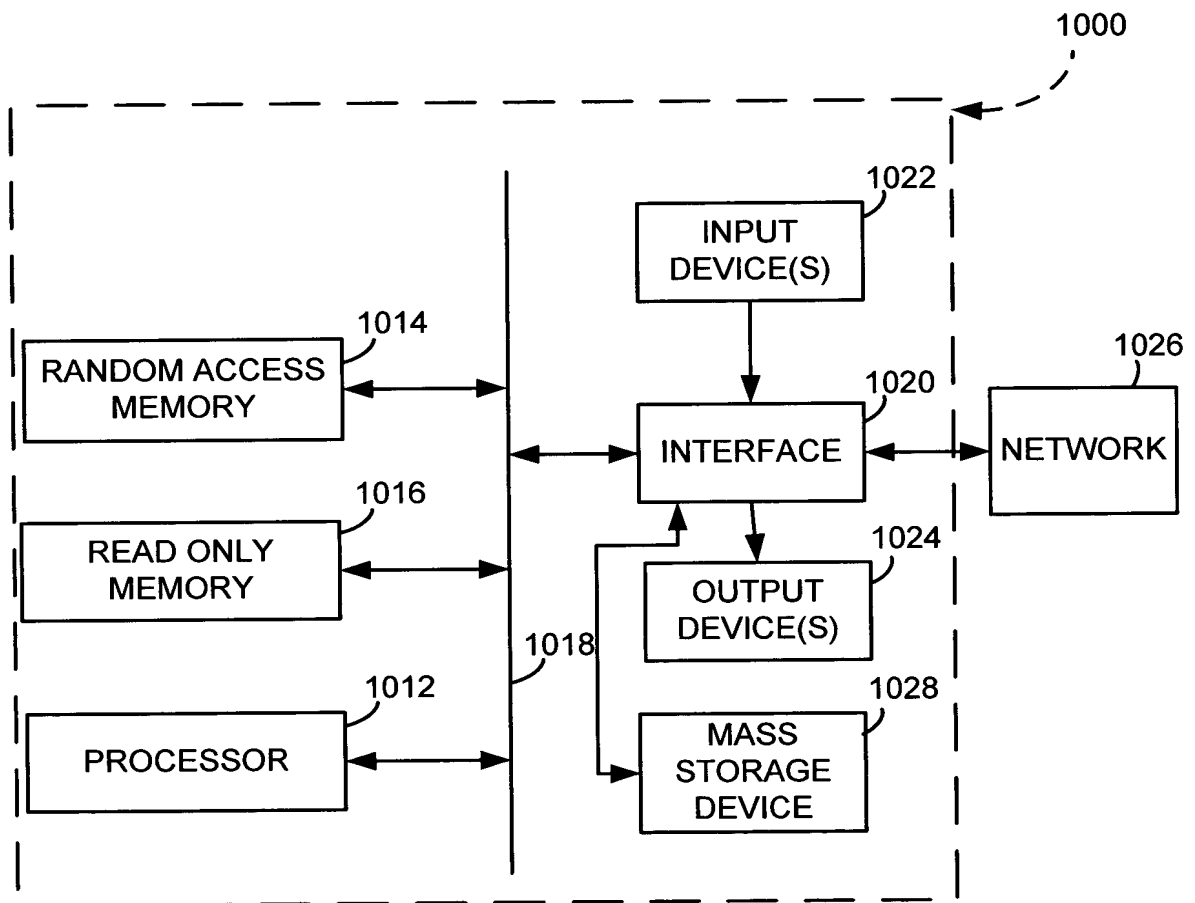 1000
1022
INPUT
DEVICE(S)
1014
RANDOM ACCESS
MEMORY
1020
INTERFACE
1026
NETWORK
1016
READ ONLY
MEMORY
1024
OUTPUT
DEVICE(S)
1018
1012
PROCESSOR
1028
MASS
STORAGE
DEVICE